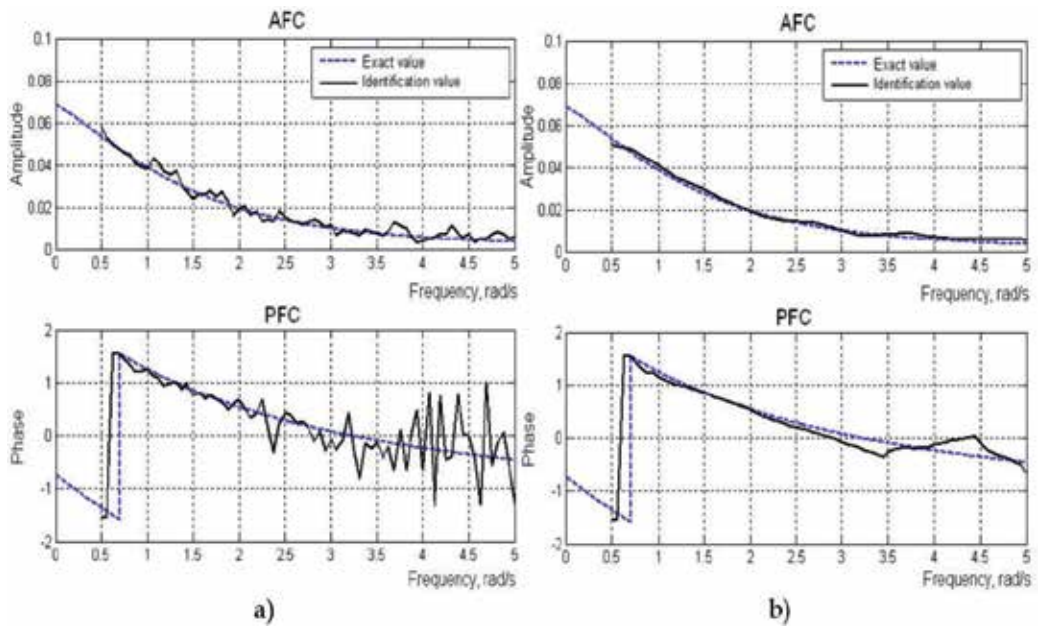 AFC
0.1
0.08
0.06
0.04
0.02
0
Amplitude
Exact value
Identification value
0 0.5 1 1.5 2 2.5 3 3.5 4 4.5 5
Frequency, rad/s
AFC
0.1
0.08
0.06
0.04
0.02
0
Amplitude
Exact value
Identification value
0 0.5 1 1.5 2 2.5 3 3.5 4 4.5 5
Frequency, rad/s
PFC
2
1
0
-1
-2
Phase
0 0.5 1 1.5 2 2.5 3 3.5 4 4.5 5
Frequency, rad/s
a)
PFC
2
1
0
-1
-2
Phase
0 0.5 1 1.5 2 2.5 3 3.5 4 4.5 5
Frequency, rad/s
b)